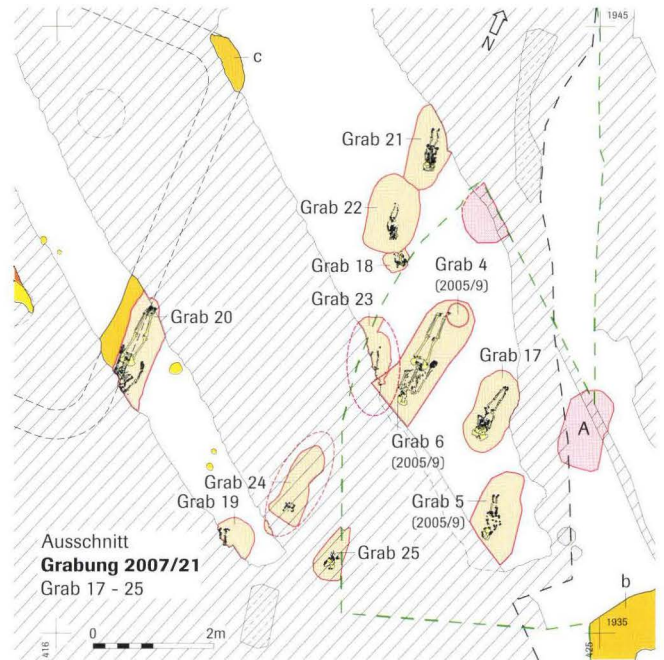 1945
c
N
Grab 21
Grab 22
Grab 18
Grab 4
(2005/9)
Grab 23
Grab 20
Grab 17
A
Grab 6
(2005/9)
Grab 24
Grab 19
Grab 5
(2005/9)
Grab 25
Ausschnitt
Grabung 2007/21
Grab 17 - 25
b
0 2m
1935
416
425